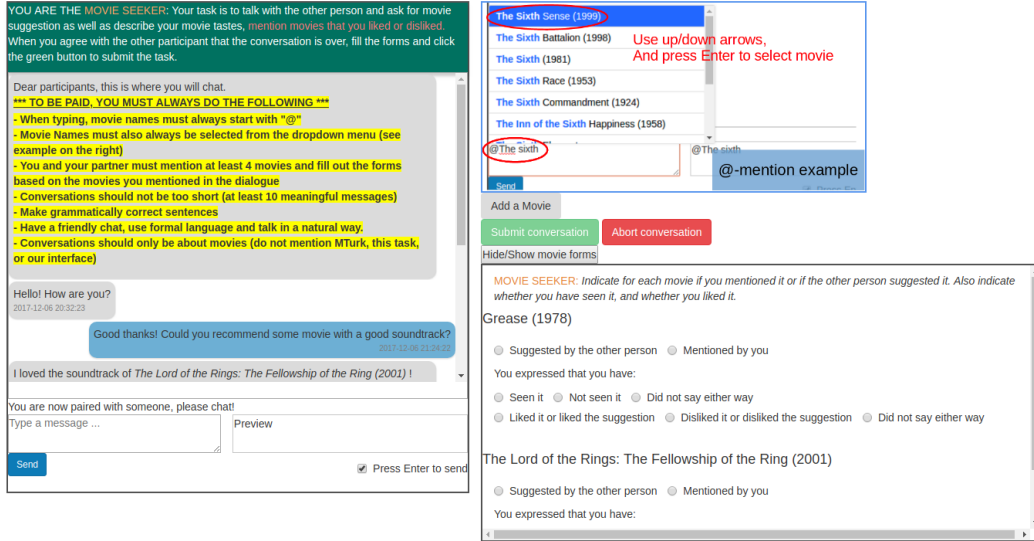 YOU ARE THE MOVIE SEEKER: Your task is to talk with the other person and ask for movie
suggestion as well as describe your movie tastes, mention movies that you liked or disliked.
When you agree with the other participant that the conversation is over, fill the forms and click
the green button to submit the task.
Dear participants, this is where you will chat.
*** TO BE PAID, YOU MUST ALWAYS DO THE FOLLOWING ***
- When typing, movie names must always start with "@"
- Movie Names must also always be selected from the dropdown menu (see
example on the right)
- You and your partner must mention at least 4 movies and fill out the forms
based on the movies you mentioned in the dialogue
- Conversations should not be too short (at least 10 meaningful messages)
- Make grammatically correct sentences
- Have a friendly chat, use formal language and talk in a natural way.
- Conversations should only be about movies (do not mention MTurk, this task,
or our interface)
Hello! How are you?
2017-12-06 20:32:23
Good thanks! Could you recommend some movie with a good soundtrack?
2017-12-06 21:24:22
I loved the soundtrack of The Lord of the Rings: The Fellowship of the Ring (2001) !
You are now paired with someone, please chat!
Type a message ...
Preview
Send
Press Enter to send
The Sixth Sense (1999)
The Sixth Battalion (1998)
The Sixth (1981)
The Sixth Race (1953)
The Sixth Commandment (1924)
The Inn of the Sixth Happiness (1958)
Use up/down arrows,
And press Enter to select movie
@The sixth
@The sixth
@-mention example
Send
Add a Movie
Submit conversation
Abort conversation
Hide/Show movie forms
MOVIE SEEKER: Indicate for each movie if you mentioned it or if the other person suggested it. Also indicate
whether you have seen it, and whether you liked it.
Grease (1978)
Suggested by the other person Mentioned by you
You expressed that you have:
Seen it Not seen it Did not say either way
Liked it or liked the suggestion Disliked it or disliked the suggestion Did not say either way
The Lord of the Rings: The Fellowship of the Ring (2001)
Suggested by the other person Mentioned by you
You expressed that you have: